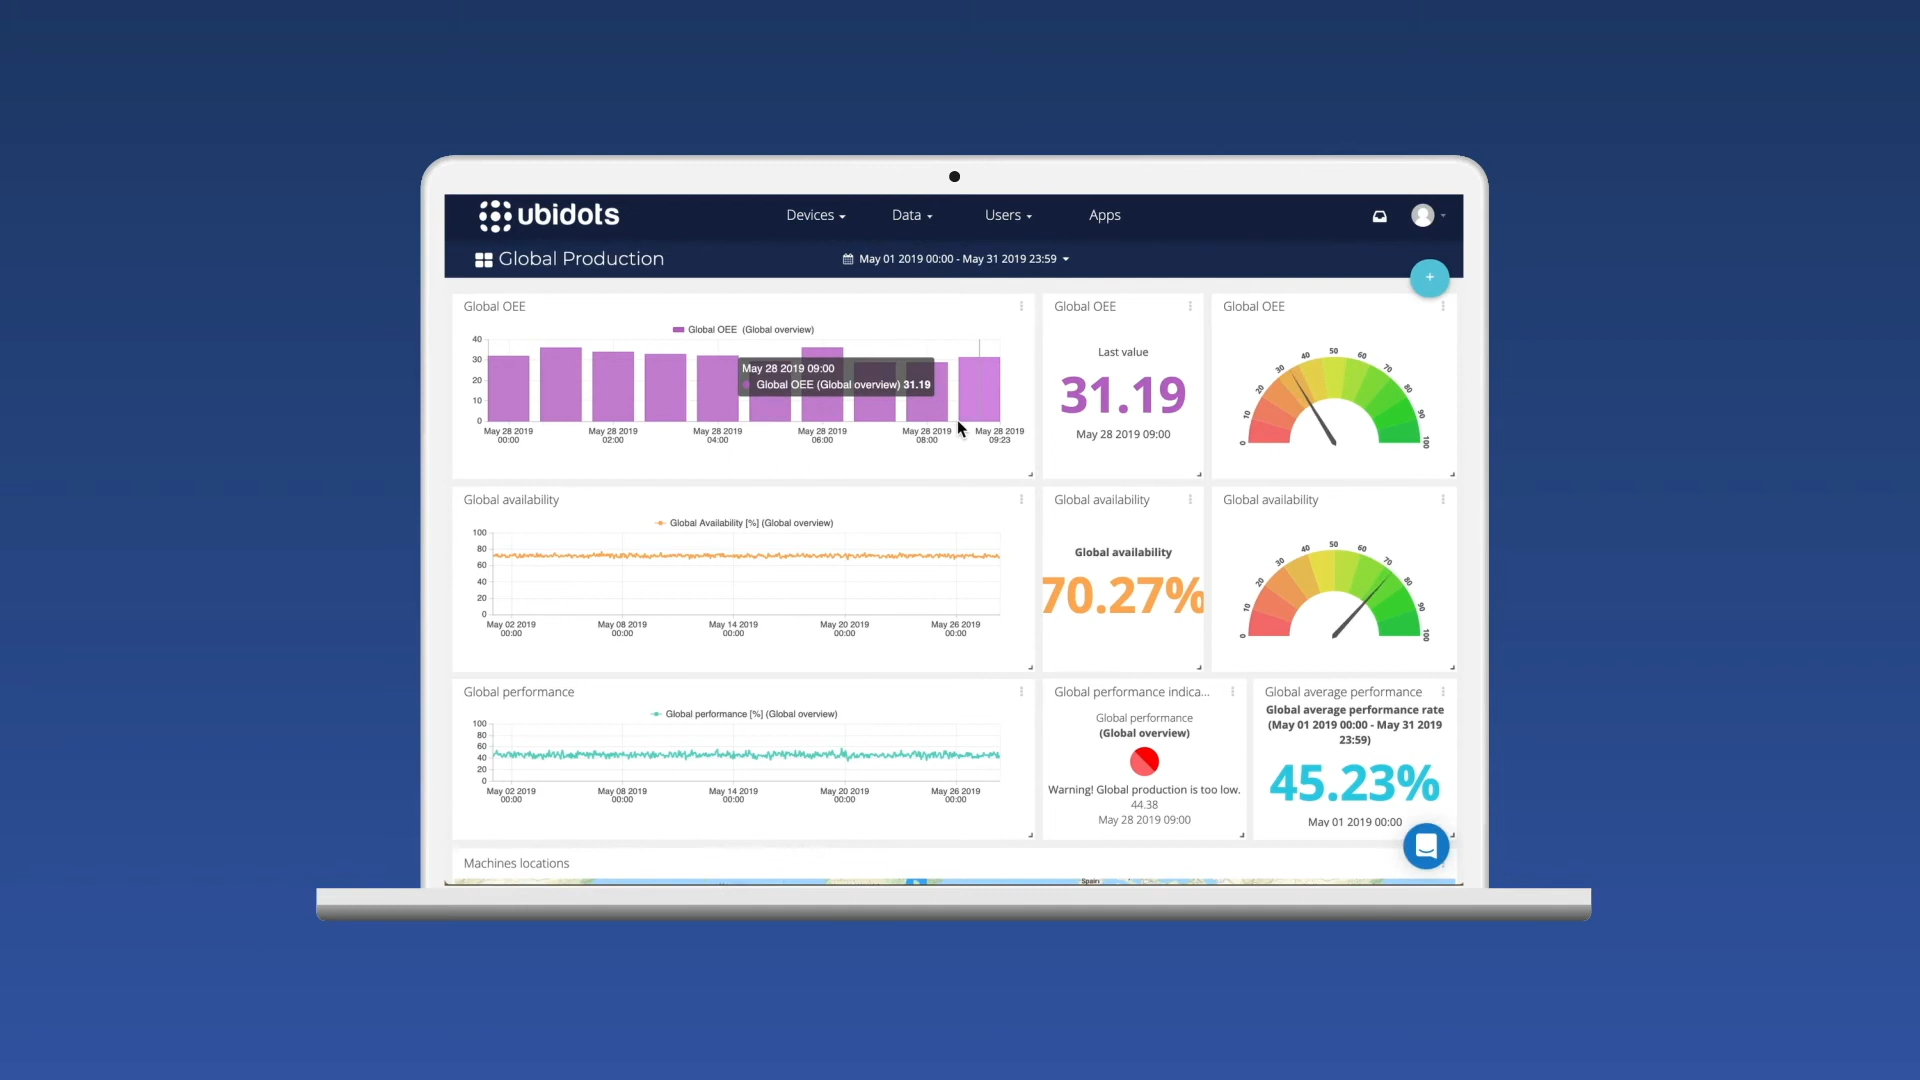 ubidots
Devices
Data
Users
Apps
Global Production
May 01 2019 00:00 - May 31 2019 23:59
+
Global OEE
Global OEE (Global overview)
40
30
20
10
0
May 28 2019 09:00
Global OEE (Global overview) 31.19
May 28 2019
00:00
May 28 2019
02:00
May 28 2019
04:00
May 28 2019
06:00
May 28 2019
08:00
May 28 2019
09:23
Global OEE
Last value
31.19
May 28 2019 09:00
Global OEE
0
10
20
30
40
50
60
70
80
90
100
Global availability
Global Availability [%] (Global overview)
100
80
60
40
20
0
May 02 2019
00:00
May 08 2019
00:00
May 14 2019
00:00
May 20 2019
00:00
May 26 2019
00:00
Global availability
Global availability
70.27%
Global availability
0
10
20
30
40
50
60
70
80
90
100
Global performance
Global performance [%] (Global overview)
100
80
60
40
20
0
May 02 2019
00:00
May 08 2019
00:00
May 14 2019
00:00
May 20 2019
00:00
May 26 2019
00:00
Global performance indica...
Global performance
(Global overview)
Warning! Global production is too low.
44.38
May 28 2019 09:00
Global average performance
Global average performance rate
(May 01 2019 00:00 - May 31 2019
23:59)
45.23%
May 01 2019 00:00
Machines locations
Spain